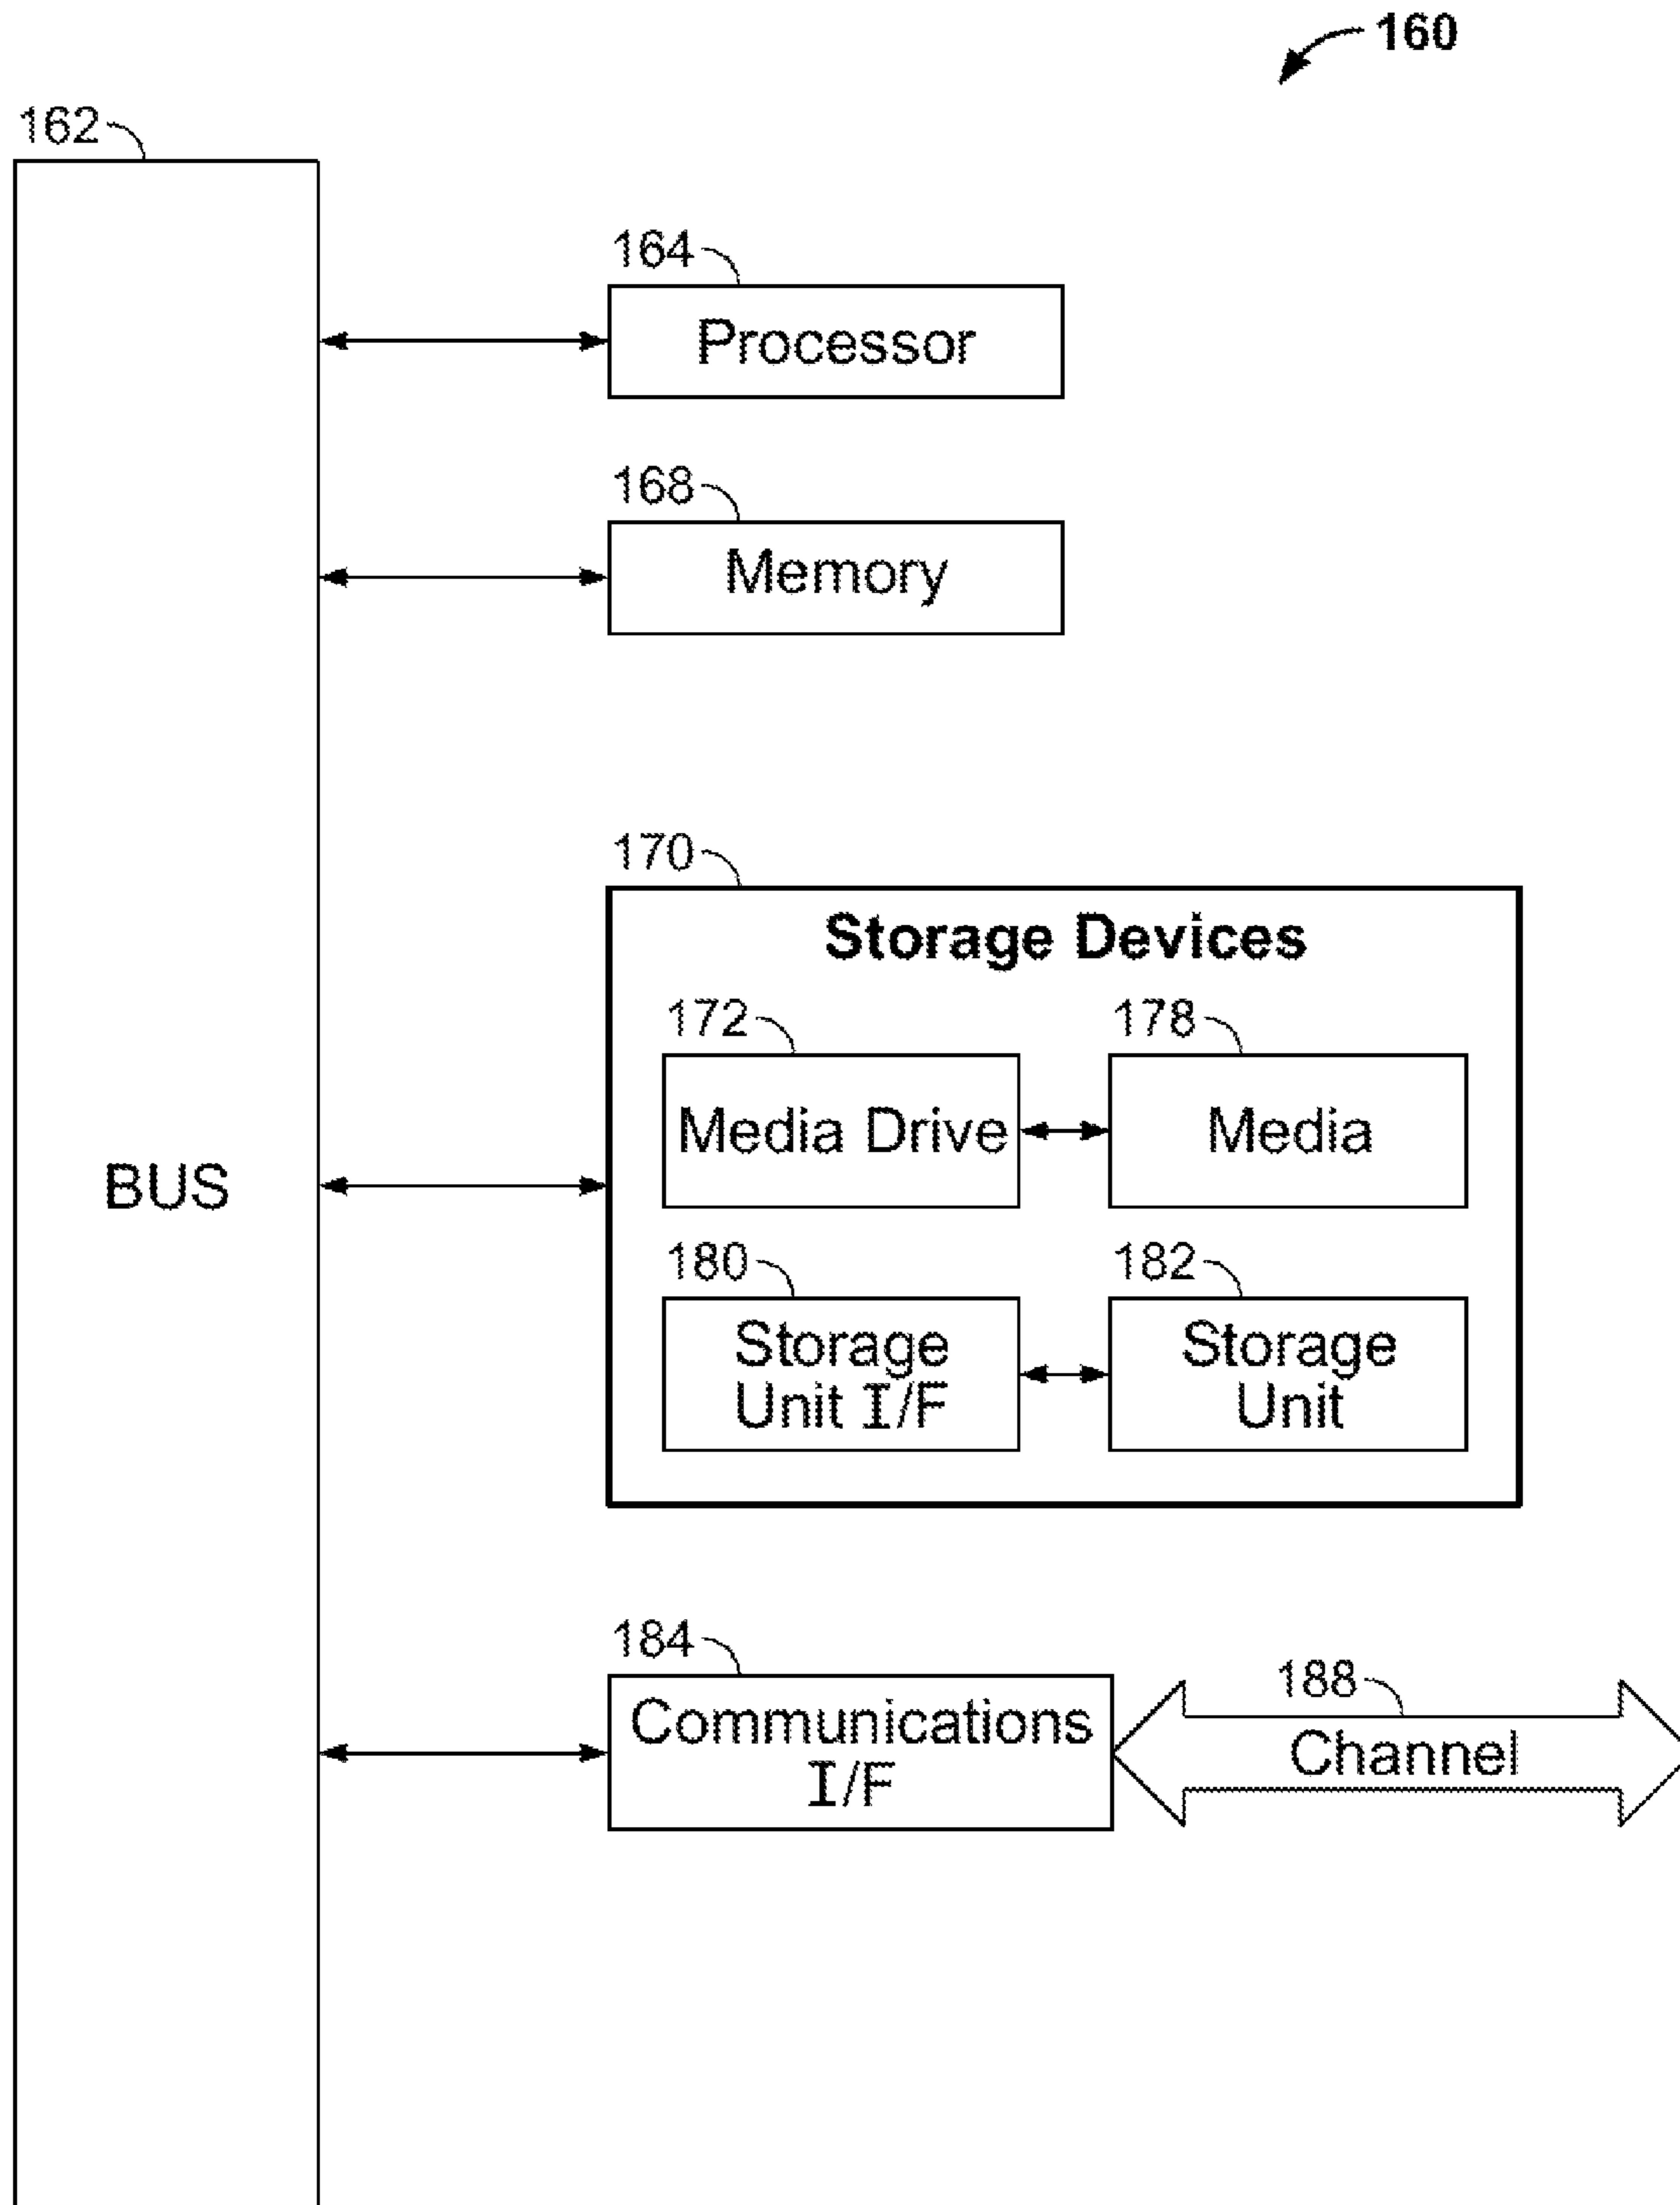 160
162
164
Processor
168
Memory
170
Storage Devices
172
178
Media Drive
Media
BUS
180
182
Storage
Unit I/F
Storage
Unit
184
188
Communications
I/F
Channel